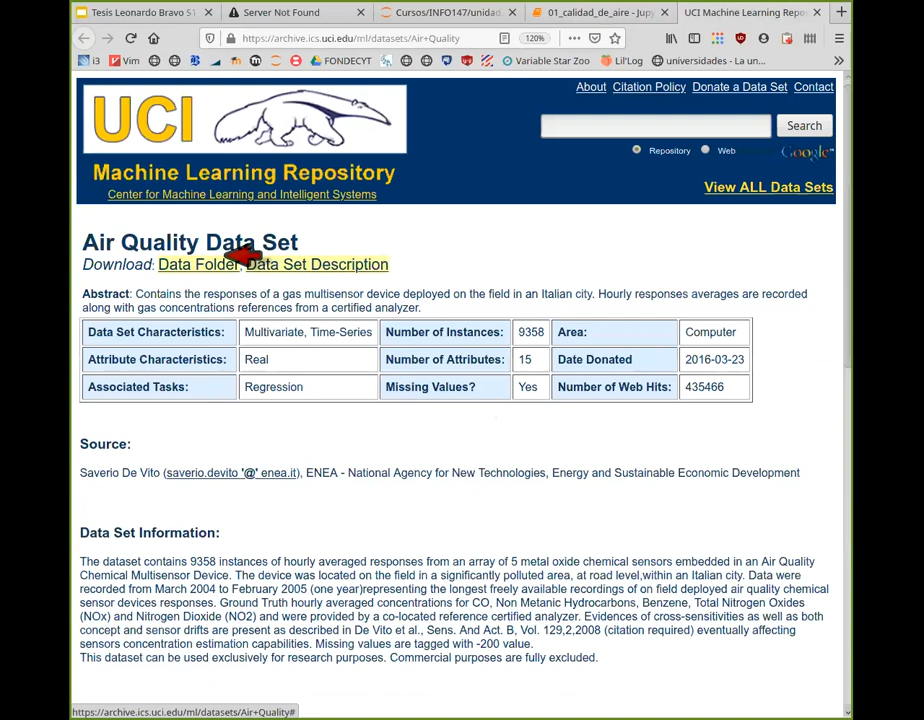 Tesis Leonardo Bravo S1
Server Not Found
Cursos/INFO147/unidad.
01_calidad_de_aire - Jupy
UCI Machine Learning Repo
https://archive.ics.uci.edu/ml/datasets/Air+Quality
120%
i3
Vim
FONDECYT
Variable Star Zoo
Lil'Log
universidades - La un...
About Citation Policy Donate a Data Set Contact
UCI
Search
Repository Web Google™
Machine Learning Repository
Center for Machine Learning and Intelligent Systems
View ALL Data Sets
Air Quality Data Set
Download: Data Folder, Data Set Description
Abstract: Contains the responses of a gas multisensor device deployed on the field in an Italian city. Hourly responses averages are recorded
along with gas concentrations references from a certified analyzer.
Data Set Characteristics: Multivariate, Time-Series Number of Instances: 9358 Area: Computer
Attribute Characteristics: Real Number of Attributes: 15 Date Donated 2016-03-23
Associated Tasks: Regression Missing Values? Yes Number of Web Hits: 435466
Source:
Saverio De Vito (saverio.devito '@' enea.it), ENEA - National Agency for New Technologies, Energy and Sustainable Economic Development
Data Set Information:
The dataset contains 9358 instances of hourly averaged responses from an array of 5 metal oxide chemical sensors embedded in an Air Quality
Chemical Multisensor Device. The device was located on the field in a significantly polluted area, at road level,within an Italian city. Data were
recorded from March 2004 to February 2005 (one year)representing the longest freely available recordings of on field deployed air quality chemical
sensor devices responses. Ground Truth hourly averaged concentrations for CO, Non Metanic Hydrocarbons, Benzene, Total Nitrogen Oxides
(NOx) and Nitrogen Dioxide (NO2) and were provided by a co-located reference certified analyzer. Evidences of cross-sensitivities as well as both
concept and sensor drifts are present as described in De Vito et al., Sens. And Act. B, Vol. 129,2,2008 (citation required) eventually affecting
sensors concentration estimation capabilities. Missing values are tagged with -200 value.
This dataset can be used exclusively for research purposes. Commercial purposes are fully excluded.
https://archive.ics.uci.edu/ml/datasets/Air+Quality#